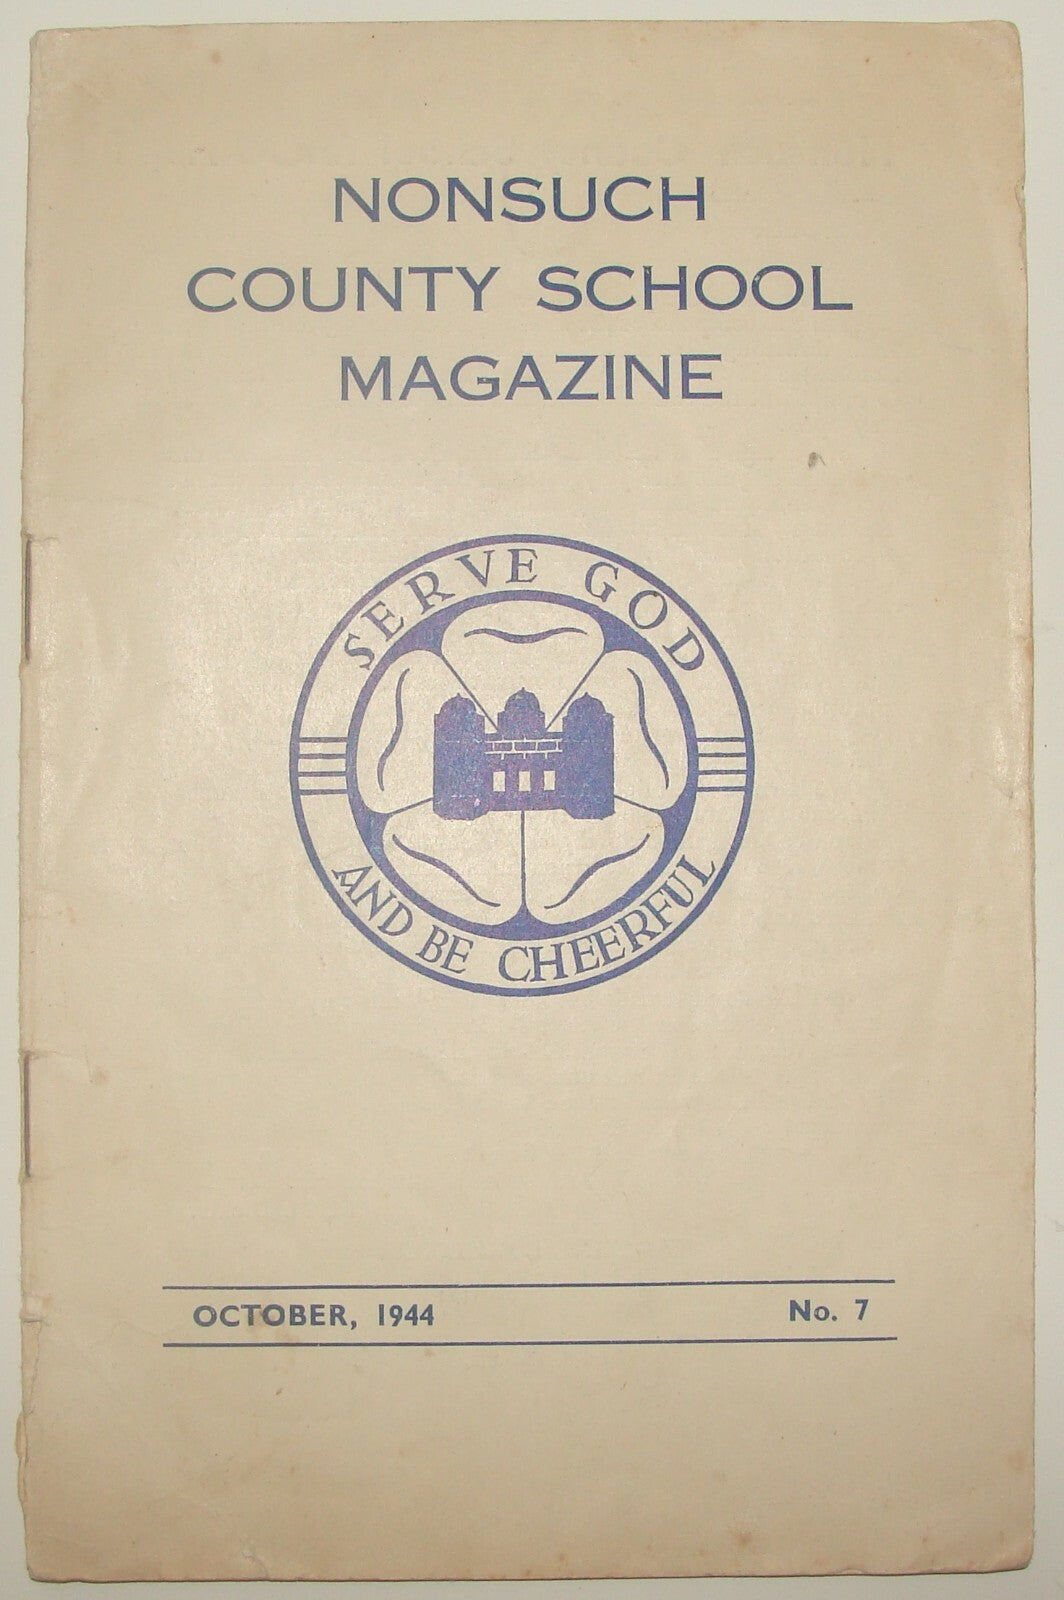 NONSUCH
COUNTY SCHOOL
MAGAZINE
SERVE GOD
AND BE CHEERFUL
OCTOBER, 1944 No. 7